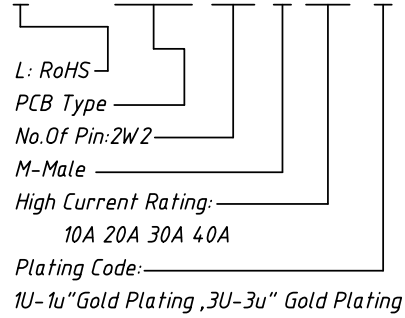 L: RoHS
PCB Type
No.Of Pin:2W2
M-Male
High Current Rating:
10A 20A 30A 40A
Plating Code:
1U-1u"Gold Plating ,3U-3u" Gold Plating